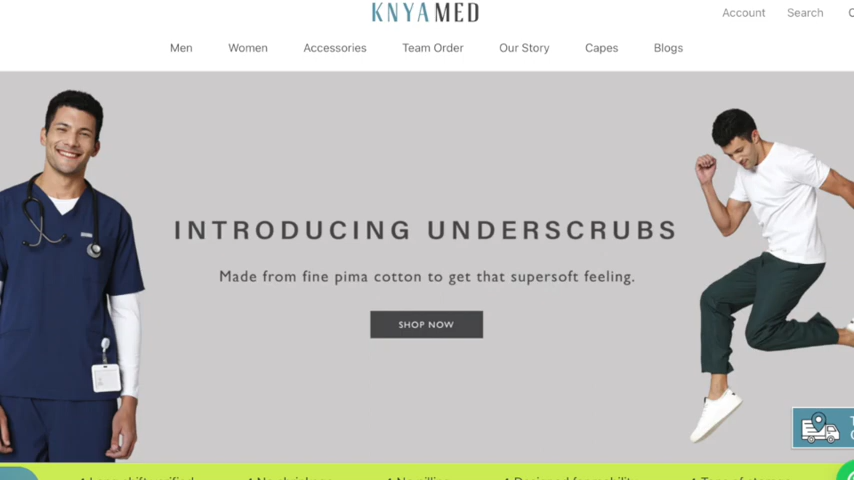 KNYAMED
Account Search
Men Women Accessories Team Order Our Story Capes Blogs
INTRODUCING UNDERSCRUBS
Made from fine pima cotton to get that supersoft feeling.
SHOP NOW